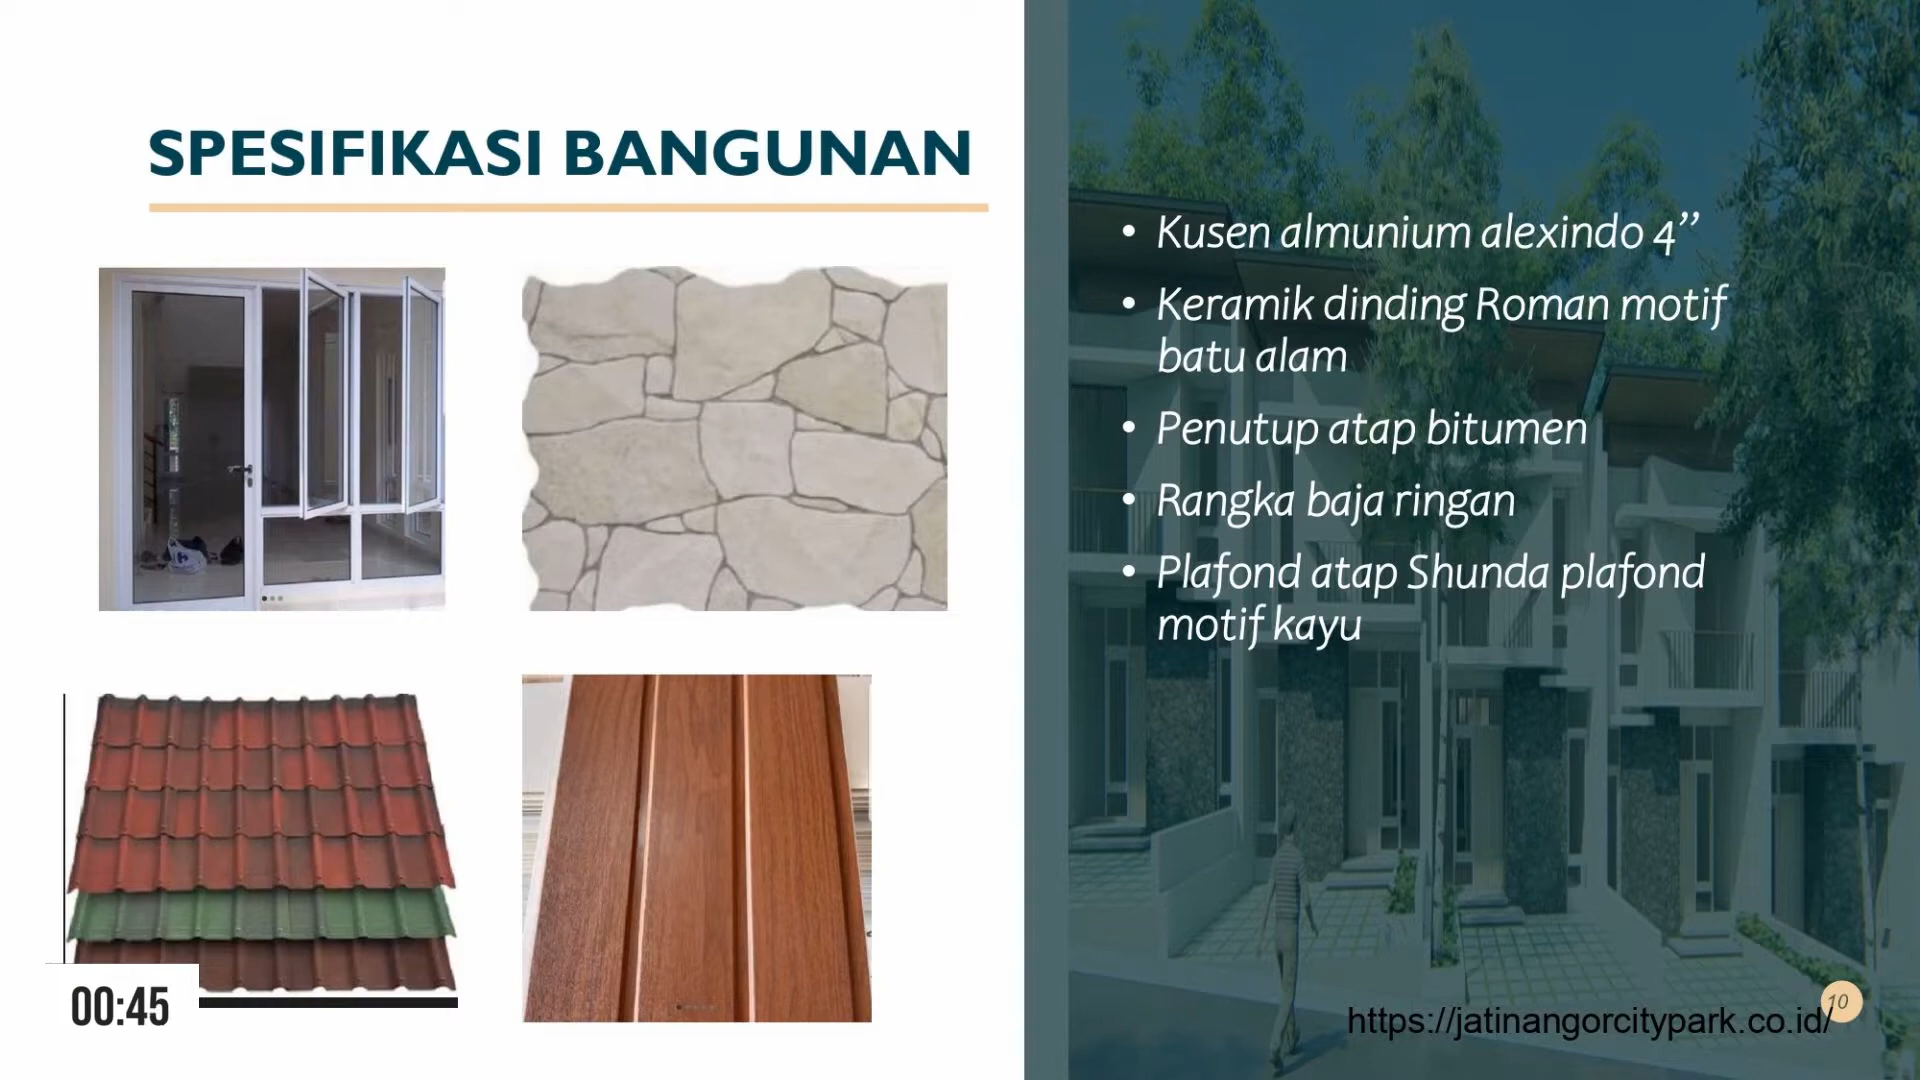 SPESIFIKASI BANGUNAN
• Kusen almunium alexindo 4”
• Keramik dinding Roman motif
batu alam
• Penutup atap bitumen
• Rangka baja ringan
• Plafond atap Shunda plafond
motif kayu
00:45
10
https://jatinangorcitypark.co.id/